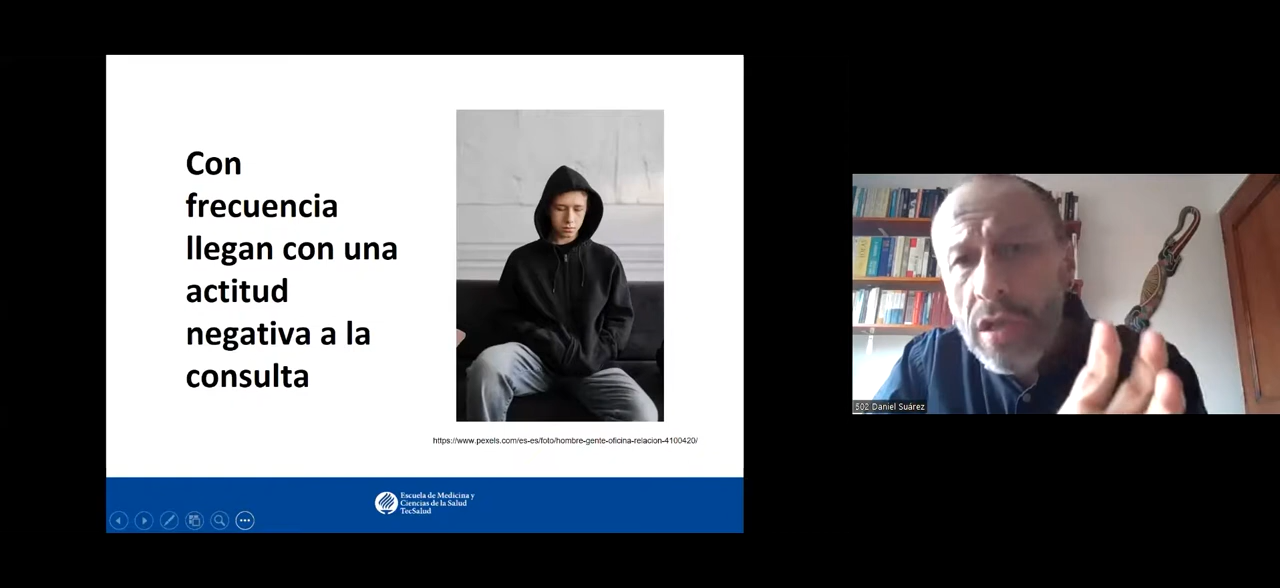 Con
frecuencia
llegan con una
actitud
negativa a la
consulta
https://www.pexels.com/es-es/foto/hombre-gente-oficina-relacion-4100420/
Escuela de Medicina y
Ciencias de la Salud
TecSalud
502 Daniel Suárez